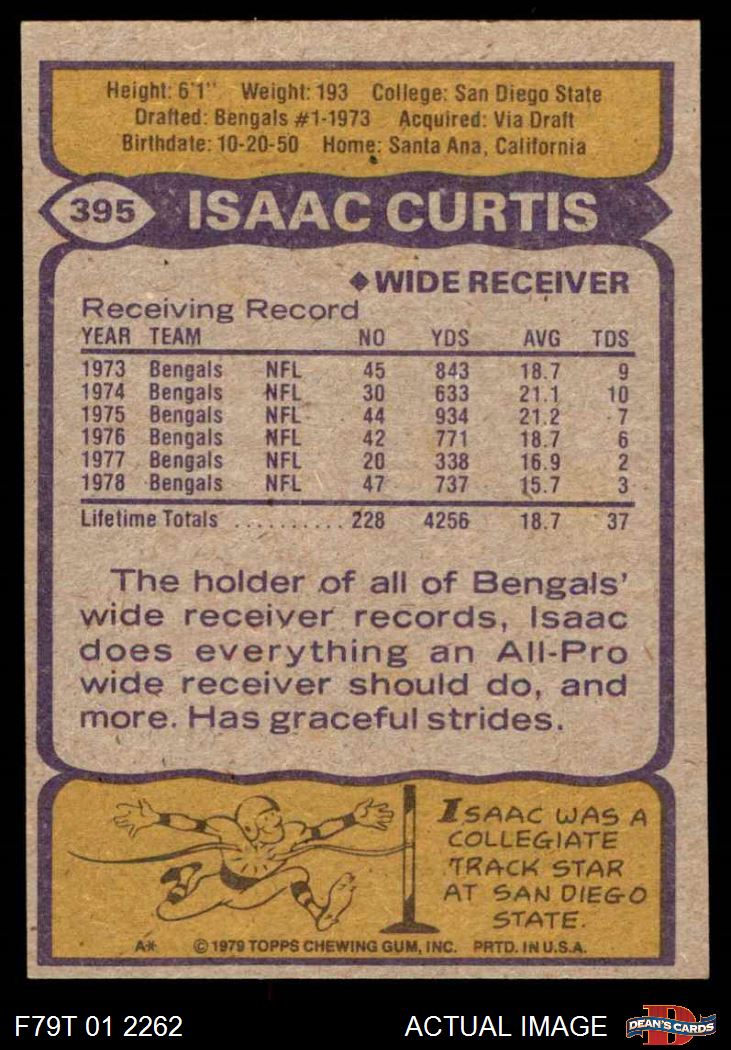 Height: 6'1" Weight: 193 College: San Diego State
Drafted: Bengals #1-1973 Acquired: Via Draft
Birthdate: 10-20-50 Home: Santa Ana, California
395 ISAAC CURTIS
◆WIDE RECEIVER
Receiving Record
YEAR TEAM NO YDS AVG TDS
1973 Bengals NFL 45 843 18.7 9
1974 Bengals NFL 30 633 21.1 10
1975 Bengals NFL 44 934 21.2 7
1976 Bengals NFL 42 771 18.7 6
1977 Bengals NFL 20 338 16.9 2
1978 Bengals NFL 47 737 15.7 3
Lifetime Totals .......... 228 4256 18.7 37
The holder of all of Bengals'
wide receiver records, Isaac
does everything an All-Pro
wide receiver should do, and
more. Has graceful strides.
ISAAC WAS A
COLLEGIATE
TRACK STAR
AT SAN DIEGO
STATE.
A* © 1979 TOPPS CHEWING GUM, INC. PRTD. IN U.S.A.
F79T 01 2262 ACTUAL IMAGE D DEAN'S CARDS